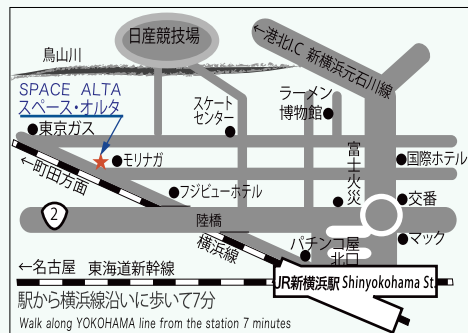 日産競技場
←港北I.C 新横浜元石川線
鳥山川
SPACE ALTA
スペース・オルタ
スケート
センター
ラーメン
博物館
東京ガス
モリナガ
←町田方面
フジビューホテル
富士火災
国際ホテル
交番
2
陸橋
横浜線
パチンコ屋
マック
北口
←名古屋 東海道新幹線
JR新横浜駅 Shinyokohama St.
駅から横浜線沿いに歩いて7分
Walk along YOKOHAMA line from the station 7 minutes